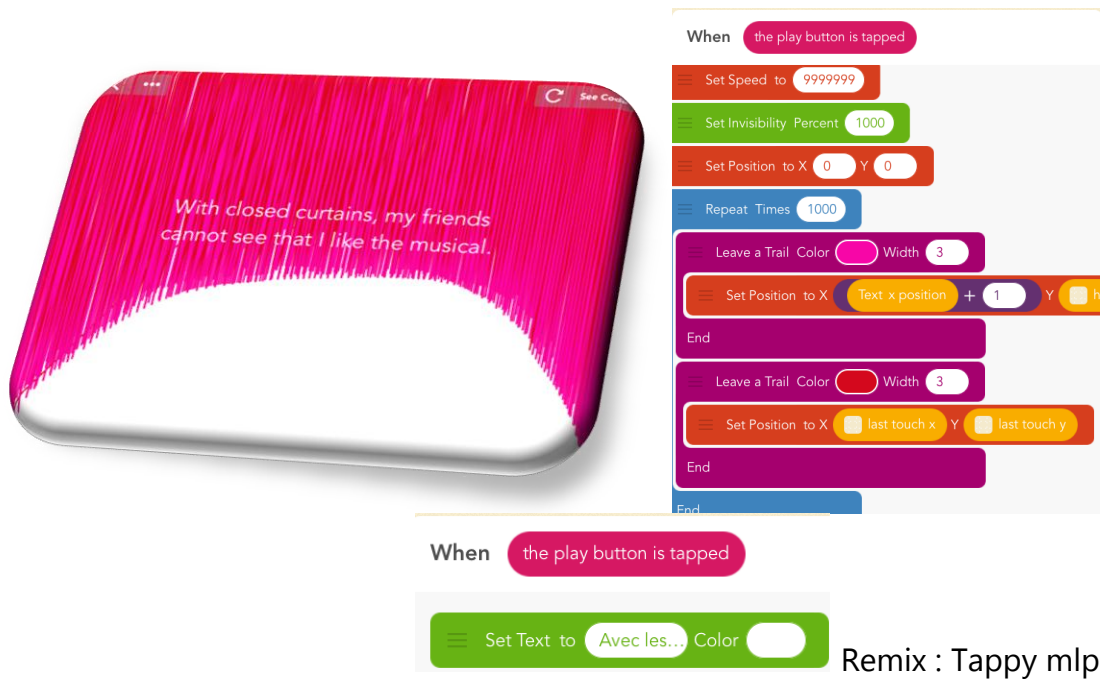 •••
See Cou
With closed curtains, my friends
cannot see that I like the musical.
When the play button is tapped
Set Speed to 9999999
Set Invisibility Percent 1000
Set Position to X 0 Y 0
Repeat Times 1000
Leave a Trail Color Width 3
Set Position to X Text x position + 1 Y h
End
Leave a Trail Color Width 3
Set Position to X last touch x Y last touch y
End
End
When the play button is tapped
Set Text to Avec les... Color
Remix : Tappy mlp